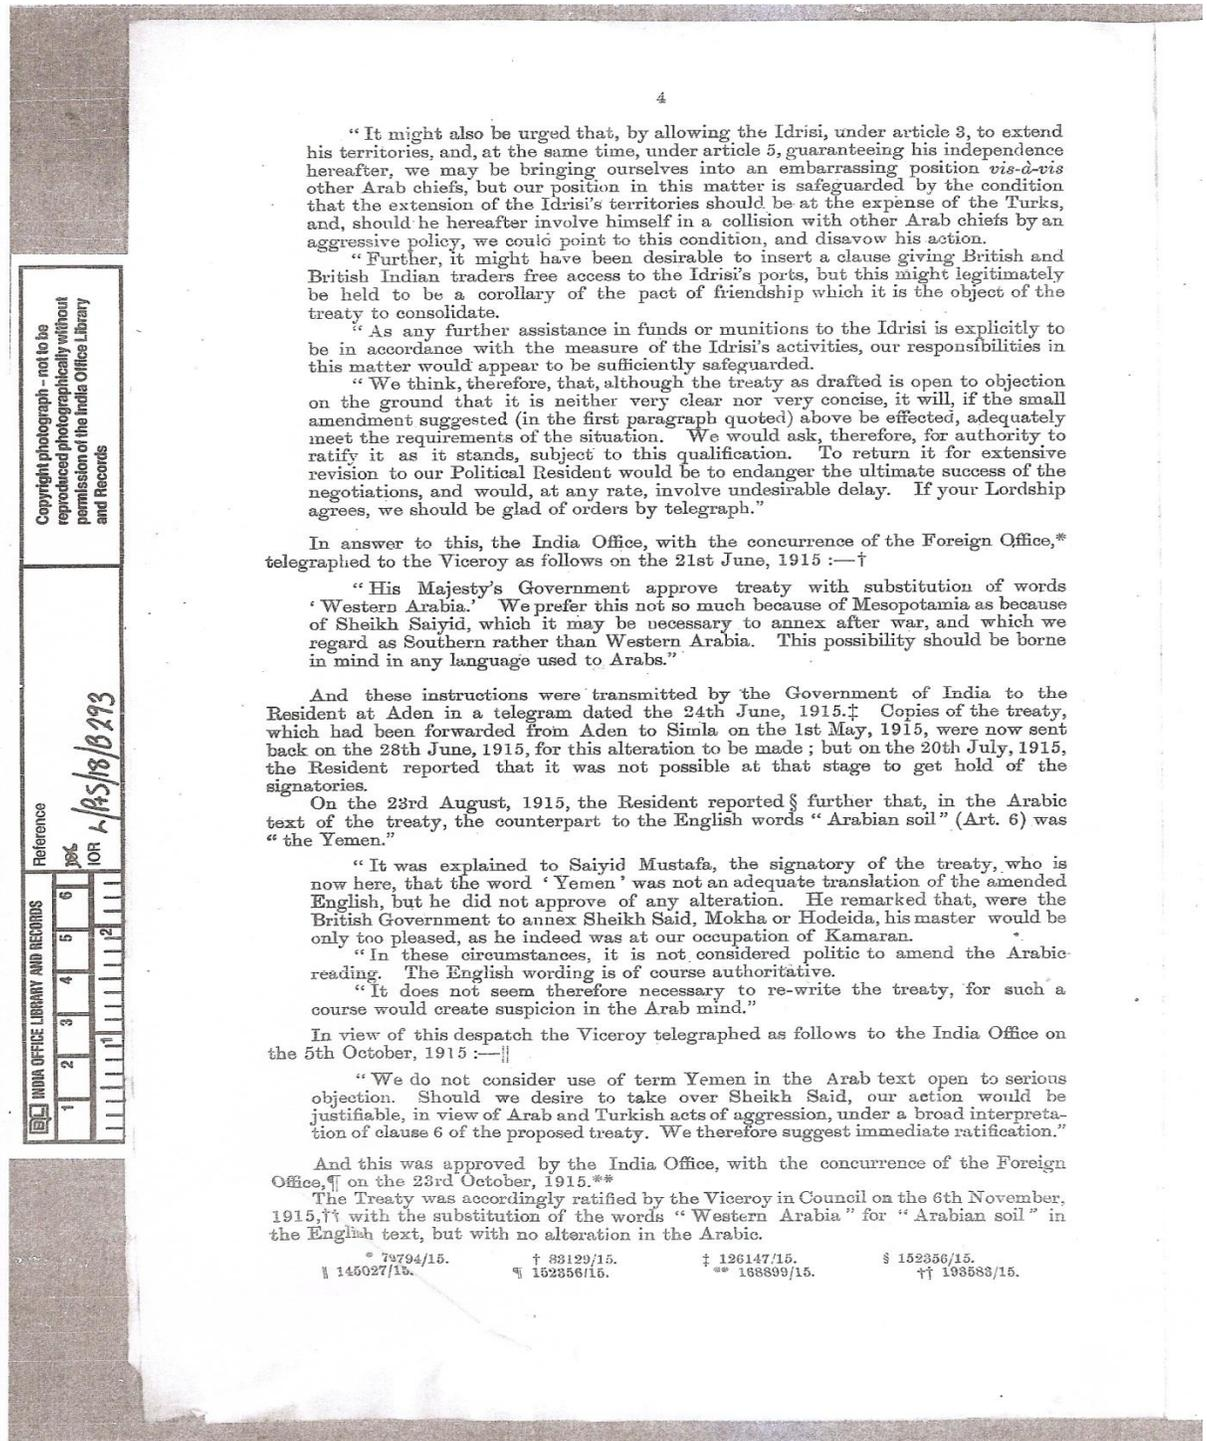 4
“ It might also be urged that, by allowing the Idrisi, under article 3, to extend
his territories, and, at the same time, under article 5, guaranteeing his independence
hereafter, we may be bringing ourselves into an embarrassing position vis-à-vis
other Arab chiefs, but our position in this matter is safeguarded by the condition
that the extension of the Idrisi's territories should be at the expense of the Turks,
and, should he hereafter involve himself in a collision with other Arab chiefs by an
aggressive policy, we could point to this condition, and disavow his action.
“ Further, it might have been desirable to insert a clause giving British and
British Indian traders free access to the Idrisi's ports, but this might legitimately
be held to be a corollary of the pact of friendship which it is the object of the
treaty to consolidate.
“ As any further assistance in funds or munitions to the Idrisi is explicitly to
be in accordance with the measure of the Idrisi's activities, our responsibilities in
this matter would appear to be sufficiently safeguarded.
“ We think, therefore, that, although the treaty as drafted is open to objection
on the ground that it is neither very clear nor very concise, it will, if the small
amendment suggested (in the first paragraph quoted) above be effected, adequately
meet the requirements of the situation. We would ask, therefore, for authority to
ratify it as it stands, subject to this qualification. To return it for extensive
revision to our Political Resident would be to endanger the ultimate success of the
negotiations, and would, at any rate, involve undesirable delay. If your Lordship
agrees, we should be glad of orders by telegraph.”
In answer to this, the India Office, with the concurrence of the Foreign Office,*
telegraphed to the Viceroy as follows on the 21st June, 1915 :—†
“ His Majesty's Government approve treaty with substitution of words
‘ Western Arabia.’ We prefer this not so much because of Mesopotamia as because
of Sheikh Saiyid, which it may be necessary to annex after war, and which we
regard as Southern rather than Western Arabia. This possibility should be borne
in mind in any language used to Arabs.”
And these instructions were transmitted by the Government of India to the
Resident at Aden in a telegram dated the 24th June, 1915.‡ Copies of the treaty,
which had been forwarded from Aden to Simla on the 1st May, 1915, were now sent
back on the 28th June, 1915, for this alteration to be made ; but on the 20th July, 1915,
the Resident reported that it was not possible at that stage to get hold of the
signatories.
On the 23rd August, 1915, the Resident reported § further that, in the Arabic
text of the treaty, the counterpart to the English words “ Arabian soil ” (Art. 6) was
“ the Yemen.”
“ It was explained to Saiyid Mustafa, the signatory of the treaty, who is
now here, that the word ‘ Yemen ’ was not an adequate translation of the amended
English, but he did not approve of any alteration. He remarked that, were the
British Government to annex Sheikh Said, Mokha or Hodeida, his master would be
only too pleased, as he indeed was at our occupation of Kamaran.
“ In these circumstances, it is not considered politic to amend the Arabic
reading. The English wording is of course authoritative.
“ It does not seem therefore necessary to re-write the treaty, for such a
course would create suspicion in the Arab mind.”
In view of this despatch the Viceroy telegraphed as follows to the India Office on
the 5th October, 1915 :—||
“ We do not consider use of term Yemen in the Arab text open to serious
objection. Should we desire to take over Sheikh Said, our action would be
justifiable, in view of Arab and Turkish acts of aggression, under a broad interpreta-
tion of clause 6 of the proposed treaty. We therefore suggest immediate ratification.”
And this was approved by the India Office, with the concurrence of the Foreign
Office,¶ on the 23rd October, 1915.**
The Treaty was accordingly ratified by the Viceroy in Council on the 6th November,
1915,†† with the substitution of the words “ Western Arabia ” for “ Arabian soil ” in
the English text, but with no alteration in the Arabic.
† 83129/15. ‡ 126147/15. § 152356/15.
|| 145027/15. ¶ 152356/15. ** 168899/15. †† 193583/15.
Copyright photograph - not to be
reproduced photographically without
permission of the India Office Library
and Records
Reference
IOR L/PS/18/B293
INDIA OFFICE LIBRARY AND RECORDS
1 2 3 4 5 6
1 2